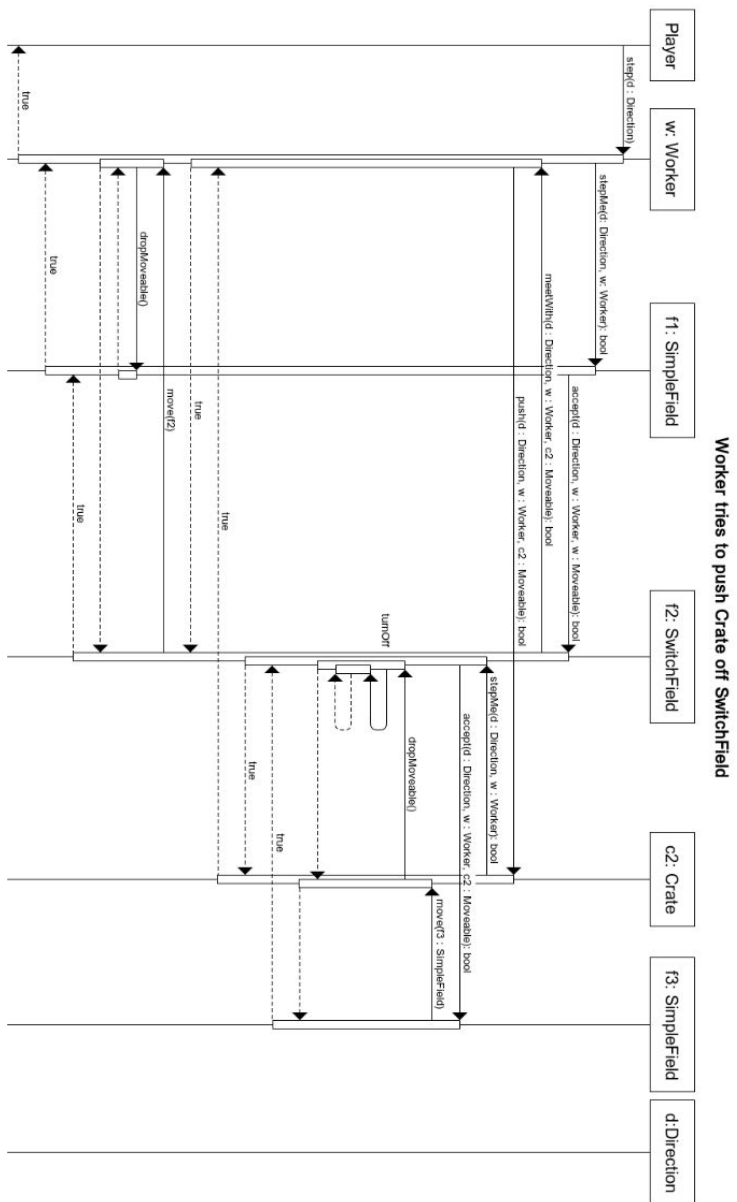 Worker tries to push Crate off SwitchField
Player
w: Worker
f1: SimpleField
f2: SwitchField
c2: Crate
f3: SimpleField
d:Direction
step(d : Direction)
stepMe(d: Direction, w: Worker): bool
accept(d : Direction, w : Worker, w : Moveable): bool
meetWith(d : Direction, w : Worker, c2 : Moveable): bool
push(d : Direction, w : Worker, c2 : Moveable): bool
stepMe(d : Direction, w : Worker): bool
accept(d : Direction, w : Worker, c2 : Moveable): bool
move(f3 : SimpleField)
dropMoveable()
turnOff
true
true
true
true
move(f2)
dropMoveable()
true
true
true